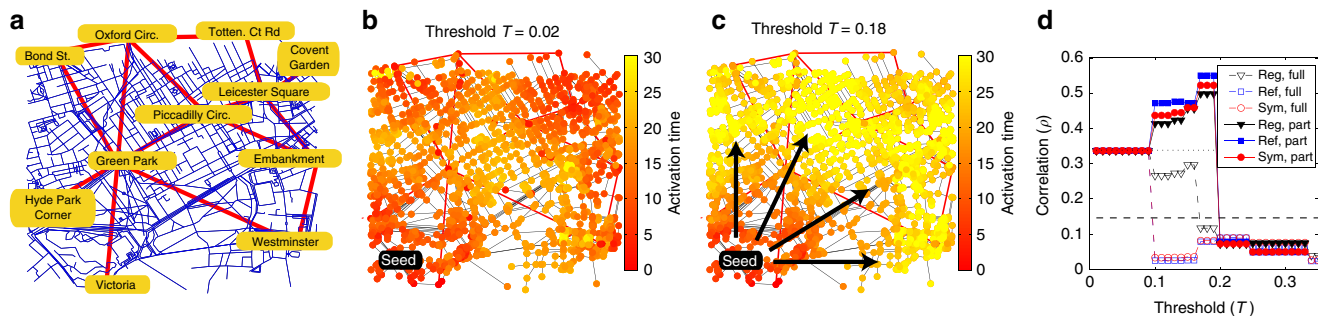 a
Oxford Circ.
Totten. Ct Rd
Bond St.
Covent
Garden
Leicester Square
Piccadilly Circ.
Green Park
Embankment
Hyde Park
Corner
Westminster
Victoria
b
Threshold T = 0.02
Seed
30
25
20
15
10
5
0
Activation time
c
Threshold T = 0.18
Seed
30
25
20
15
10
5
0
Activation time
d
0.6
0.5
0.4
0.3
0.2
0.1
0
Correlation (ρ)
0.1
0.2
0.3
Threshold (T)
Reg, full
Ref, full
Sym, full
Reg, part
Ref, part
Sym, part